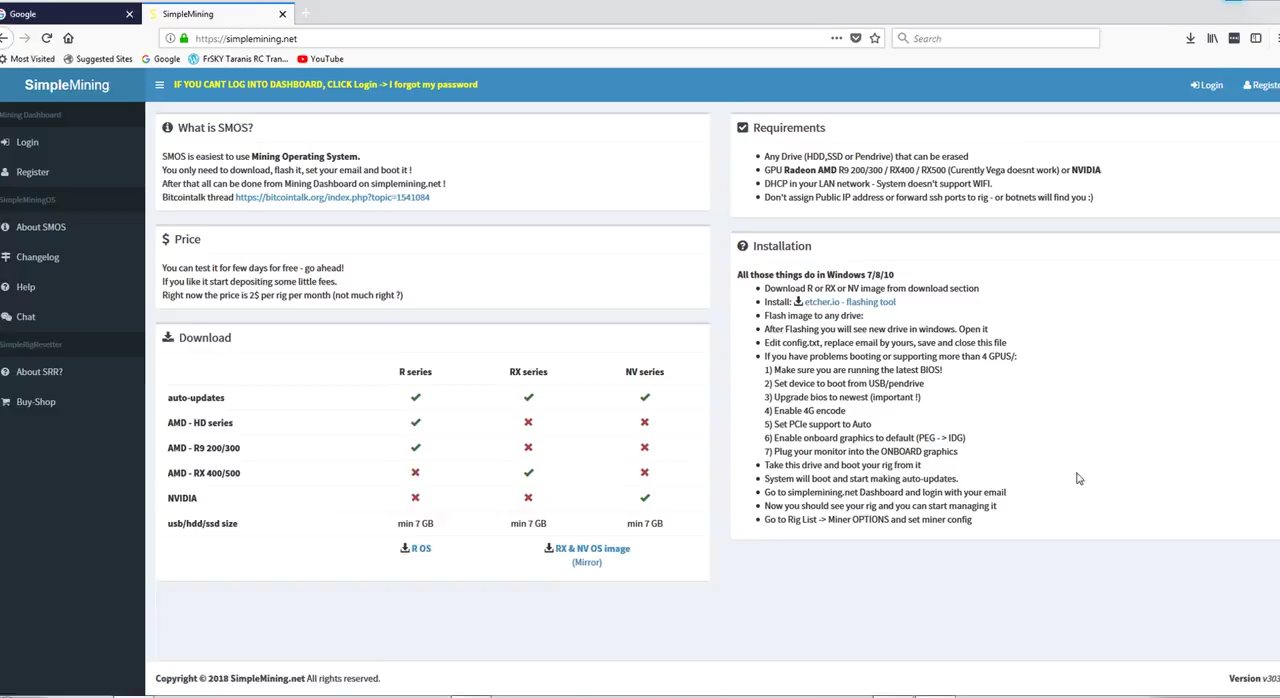 Google
SimpleMining
https://simplemining.net
Search
Most Visited
Suggested Sites
Google
FrSKY Taranis RC Tran...
YouTube
SimpleMining
IF YOU CANT LOG INTO DASHBOARD, CLICK Login -> I forgot my password
Login
Registe
Mining Dashboard
Login
Register
SimpleMiningOS
About SMOS
Changelog
Help
Chat
SimpleRigResetter
About SRR?
Buy-Shop
What is SMOS?
SMOS is easiest to use Mining Operating System.
You only need to download, flash it, set your email and boot it !
After that all can be done from Mining Dashboard on simplemining.net !
Bitcointalk thread https://bitcointalk.org/index.php?topic=1541084
Price
You can test it for few days for free - go ahead!
If you like it start depositing some little fees.
Right now the price is 2$ per rig per month (not much right ?)
Download
R series RX series NV series
auto-updates
AMD - HD series
AMD - R9 200/300
AMD - RX 400/500
NVIDIA
usb/hdd/ssd size min 7 GB min 7 GB min 7 GB
R OS RX & NV OS image
(Mirror)
Requirements
Any Drive (HDD,SSD or Pendrive) that can be erased
GPU Radeon AMD R9 200/300 / RX400 / RX500 (Curently Vega doesnt work) or NVIDIA
DHCP in your LAN network - System doesn't support WIFI.
Don't assign Public IP address or forward ssh ports to rig - or botnets will find you :)
Installation
All those things do in Windows 7/8/10
Download R or RX or NV image from download section
Install: etcher.io - flashing tool
Flash image to any drive:
After Flashing you will see new drive in windows. Open it
Edit config.txt, replace email by yours, save and close this file
If you have problems booting or supporting more than 4 GPUS/:
1) Make sure you are running the latest BIOS!
2) Set device to boot from USB/pendrive
3) Upgrade bios to newest (important !)
4) Enable 4G encode
5) Set PCIe support to Auto
6) Enable onboard graphics to default (PEG - > IDG)
7) Plug your monitor into the ONBOARD graphics
Take this drive and boot your rig from it
System will boot and start making auto-updates.
Go to simplemining.net Dashboard and login with your email
Now you should see your rig and you can start managing it
Go to Rig List -> Miner OPTIONS and set miner config
Copyright © 2018 SimpleMining.net All rights reserved.
Version v303